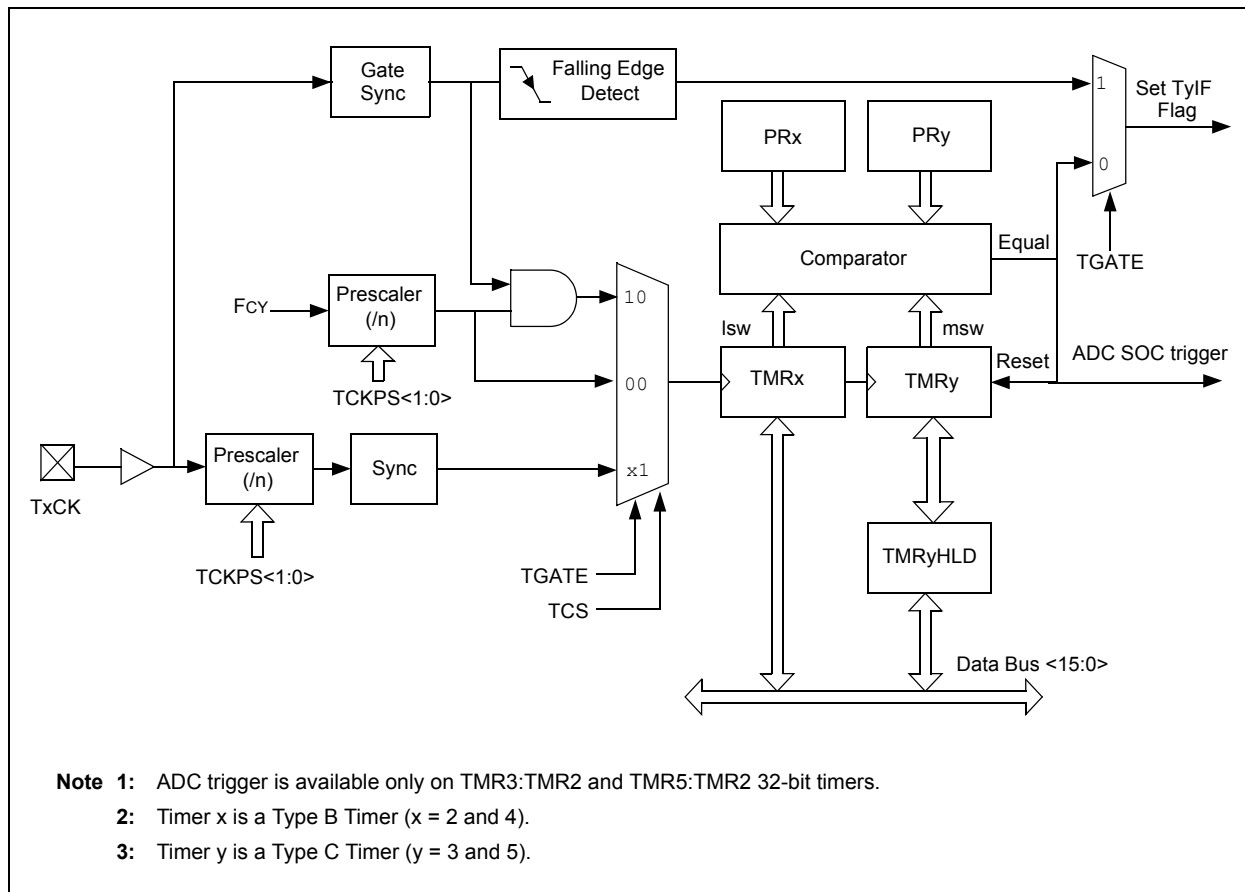 Gate
Sync
Falling Edge
Detect
1
Set TyIF
Flag
PRx
PRy
0
Equal
Comparator
TGATE
10
FCY
Prescaler
(/n)
lsw
msw
Reset
ADC SOC trigger
TMRx
TMRy
00
TCKPS<1:0>
x1
Prescaler
(/n)
Sync
TxCK
TMRyHLD
TCKPS<1:0>
TGATE
TCS
Data Bus <15:0>
Note 1: ADC trigger is available only on TMR3:TMR2 and TMR5:TMR2 32-bit timers.
2: Timer x is a Type B Timer (x = 2 and 4).
3: Timer y is a Type C Timer (y = 3 and 5).